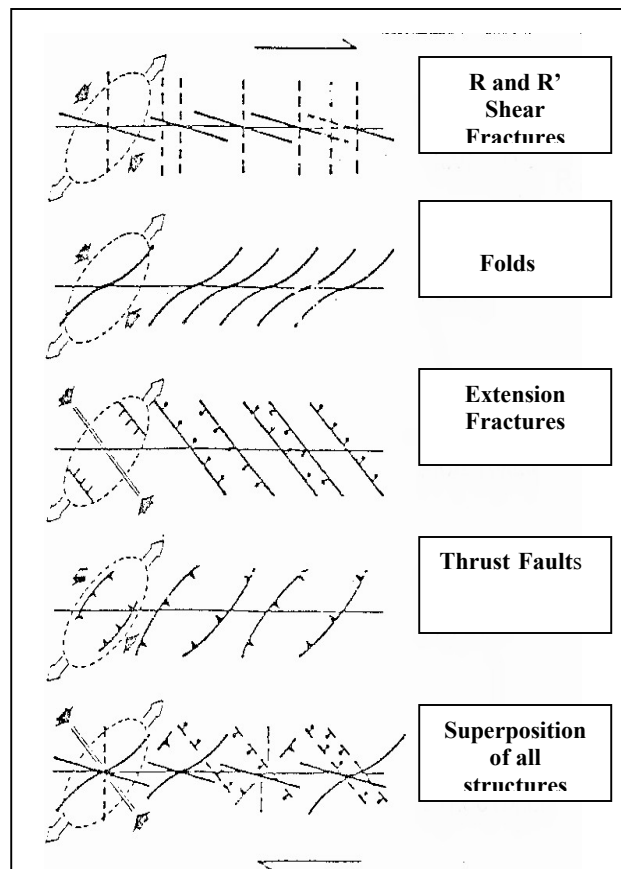 R and R’
Shear
Fractures
Folds
Extension
Fractures
Thrust Faults
Superposition
of all
structures